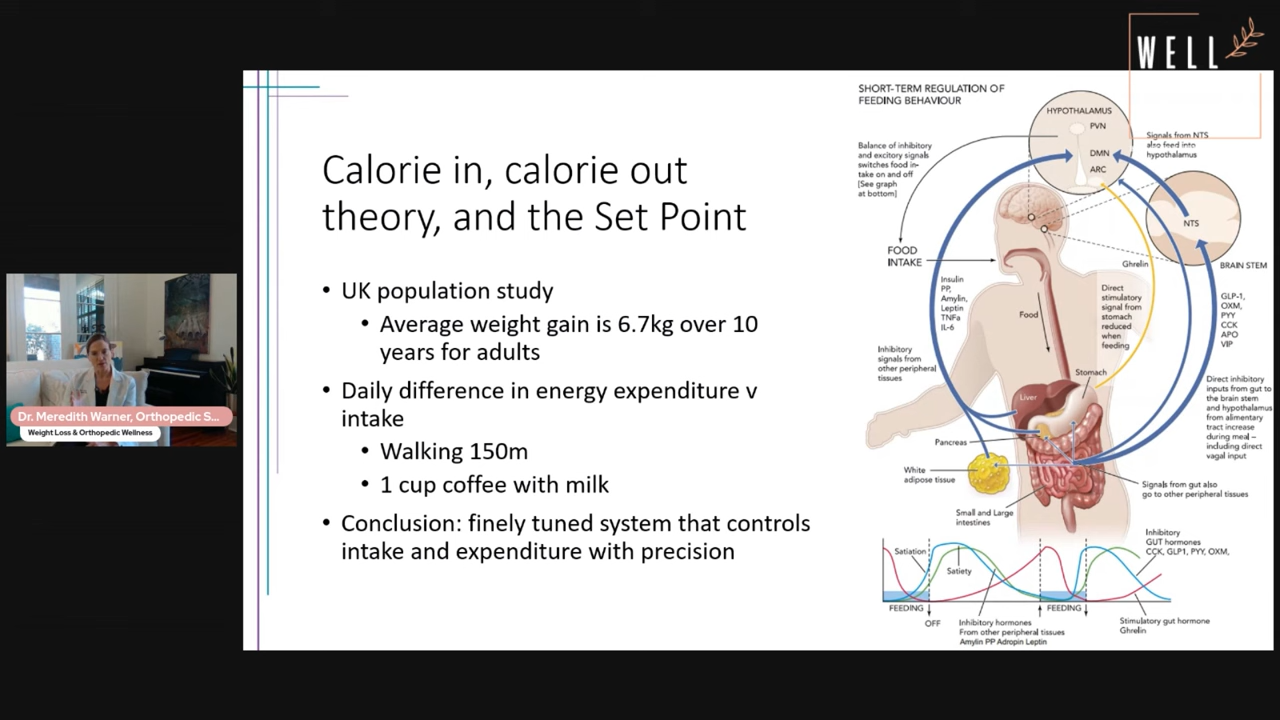 WELL
Calorie in, calorie out
theory, and the Set Point
• UK population study
• Average weight gain is 6.7kg over 10
years for adults
• Daily difference in energy expenditure v
intake
• Walking 150m
• 1 cup coffee with milk
• Conclusion: finely tuned system that controls
intake and expenditure with precision
Dr. Meredith Warner, Orthopedic S...
Weight Loss & Orthopedic Wellness
SHORT-TERM REGULATION OF
FEEDING BEHAVIOUR
HYPOTHALAMUS
PVN
DMN
ARC
Balance of inhibitory
and excitory signals
switches food in-
take on and off
[See graph
at bottom]
Signals from NTS
also feed into
hypothalamus
NTS
BRAIN STEM
FOOD
INTAKE
Ghrelin
Insulin
PP,
Amylin,
Leptin
TNFa
IL-6
Food
Direct
stimulatory
signal from
stomach
reduced
when
feeding
GLP-1,
OXM,
PYY
CCK
APO
VIP
Inhibitory
signals from
other peripheral
tissues
Stomach
Liver
Direct inhibitory
inputs from gut to
the brain stem
and hypothalamus
from alimentary
tract increase
during meal –
including direct
vagal input
Pancreas
White
adipose tissue
Signals from gut also
go to other peripheral tissues
Small and Large
intestines
Inhibitory
GUT hormones
CCK, GLP1, PYY, OXM,
Satiation
Satiety
FEEDING
FEEDING
OFF
Inhibitory hormones
From other peripheral tissues
Amylin PP Adropin Leptin
Stimulatory gut hormone
Ghrelin